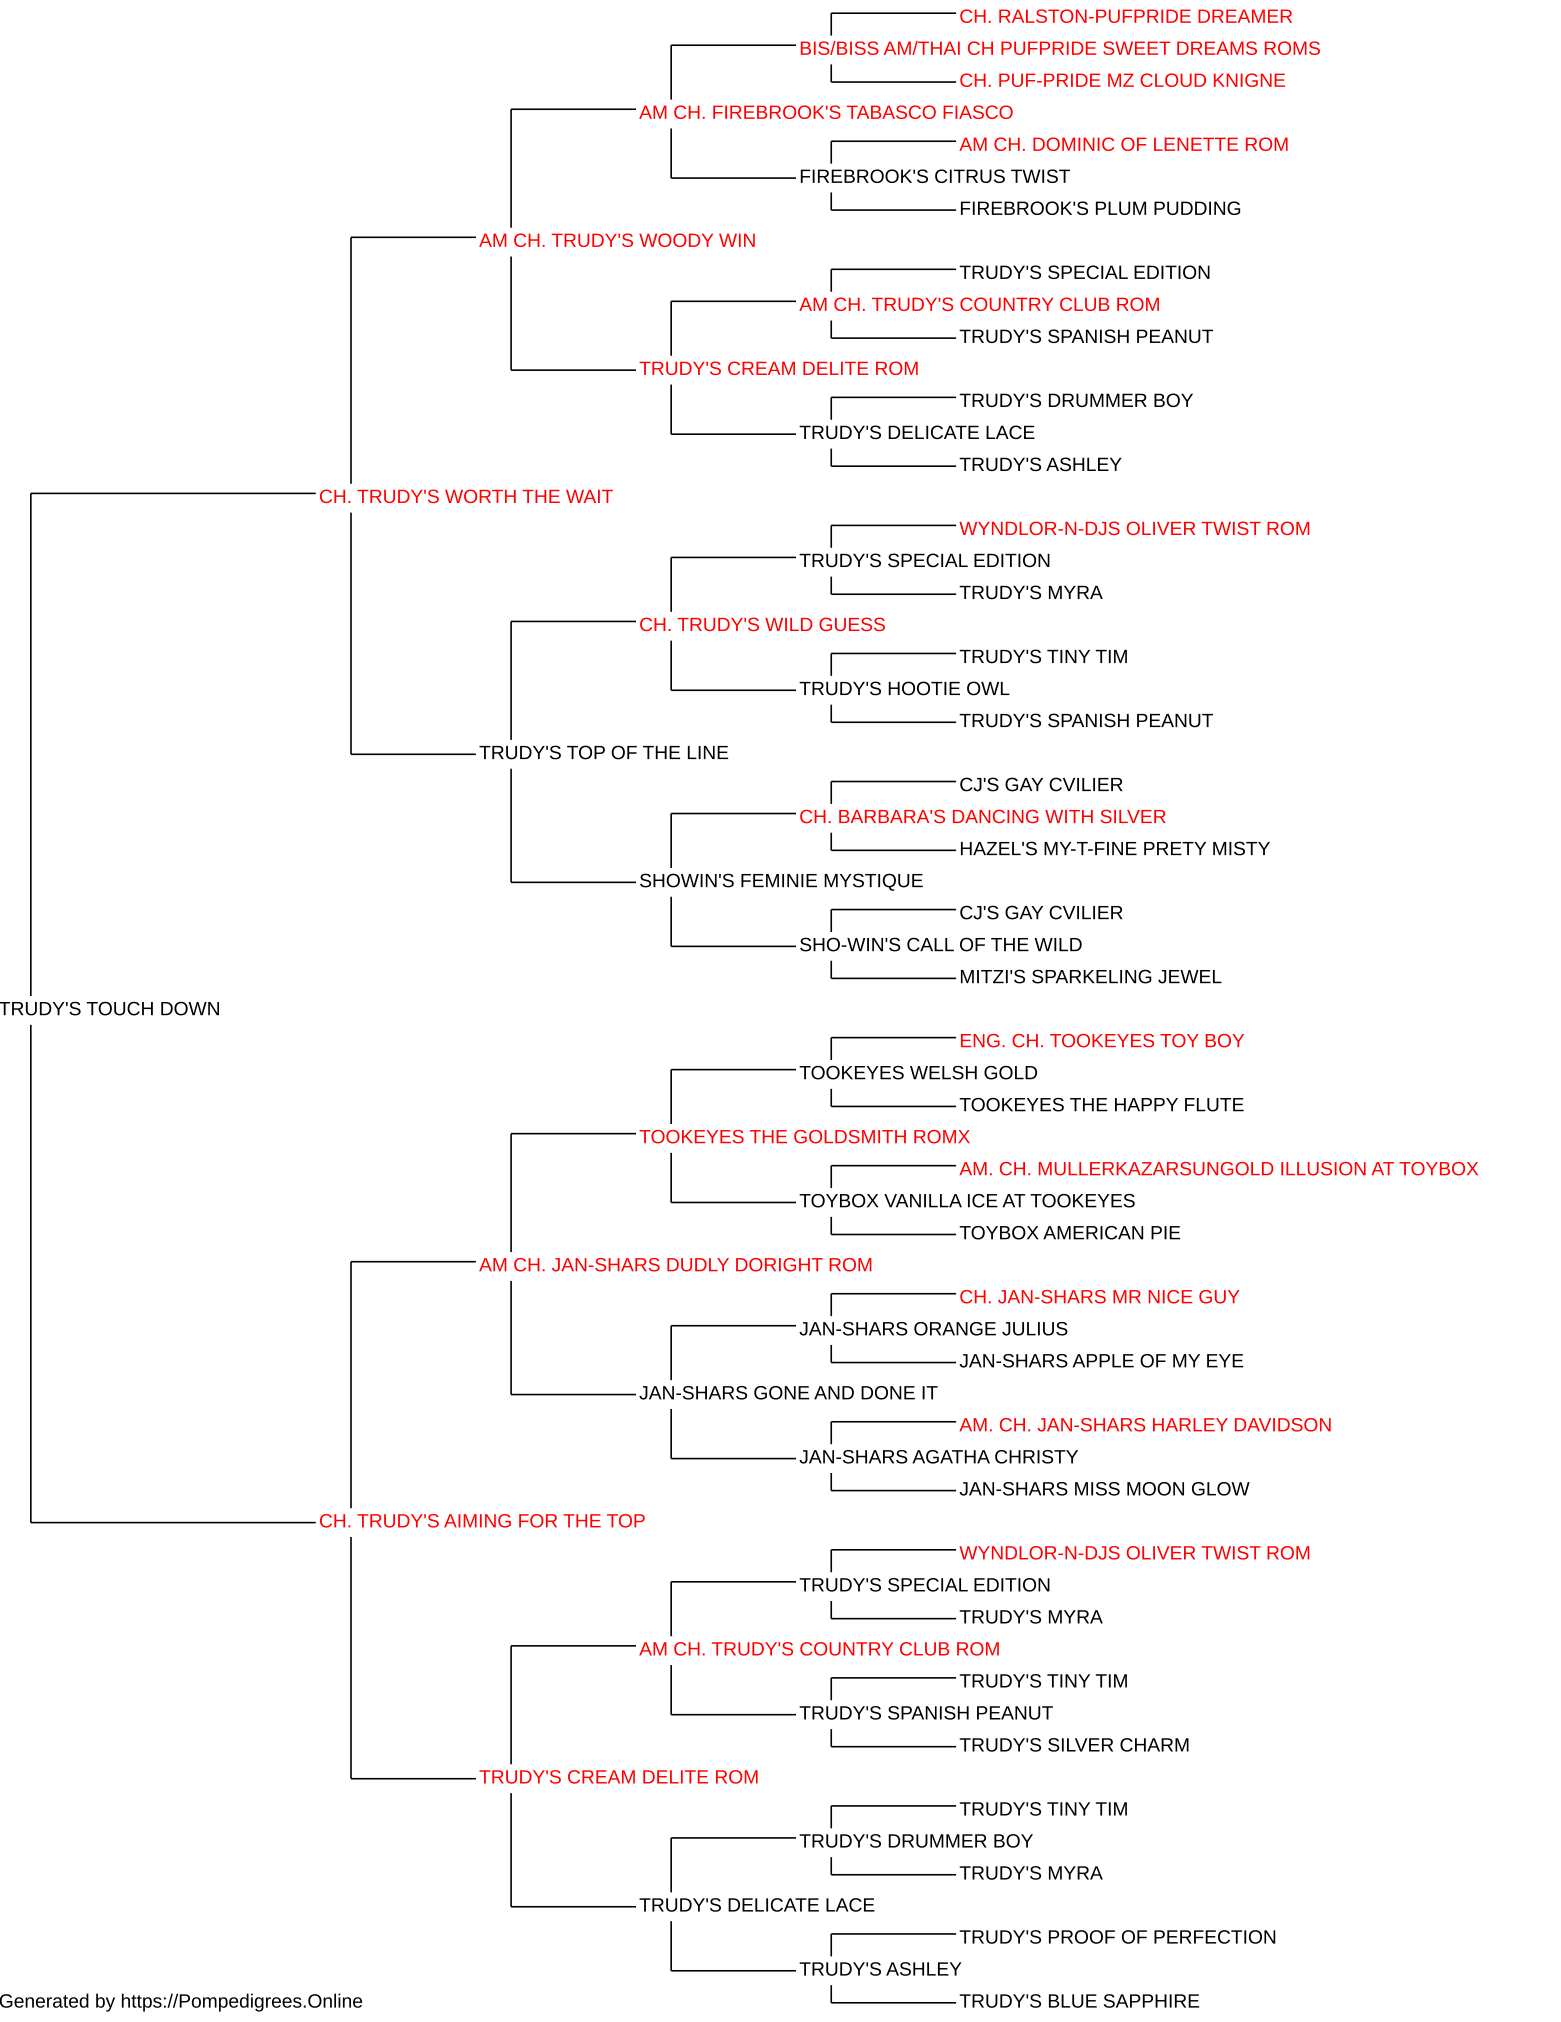 CH. RALSTON-PUFPRIDE DREAMER
BIS/BISS AM/THAI CH PUFPRIDE SWEET DREAMS ROMS
CH. PUF-PRIDE MZ CLOUD KNIGNE
AM CH. FIREBROOK'S TABASCO FIASCO
AM CH. DOMINIC OF LENETTE ROM
FIREBROOK'S CITRUS TWIST
FIREBROOK'S PLUM PUDDING
AM CH. TRUDY'S WOODY WIN
TRUDY'S SPECIAL EDITION
AM CH. TRUDY'S COUNTRY CLUB ROM
TRUDY'S SPANISH PEANUT
TRUDY'S CREAM DELITE ROM
TRUDY'S DRUMMER BOY
TRUDY'S DELICATE LACE
TRUDY'S ASHLEY
CH. TRUDY'S WORTH THE WAIT
WYNDLOR-N-DJS OLIVER TWIST ROM
TRUDY'S SPECIAL EDITION
TRUDY'S MYRA
CH. TRUDY'S WILD GUESS
TRUDY'S TINY TIM
TRUDY'S HOOTIE OWL
TRUDY'S SPANISH PEANUT
TRUDY'S TOP OF THE LINE
CJ'S GAY CVILIER
CH. BARBARA'S DANCING WITH SILVER
HAZEL'S MY-T-FINE PRETY MISTY
SHOWIN'S FEMINIE MYSTIQUE
CJ'S GAY CVILIER
SHO-WIN'S CALL OF THE WILD
MITZI'S SPARKELING JEWEL
TRUDY'S TOUCH DOWN
ENG. CH. TOOKEYES TOY BOY
TOOKEYES WELSH GOLD
TOOKEYES THE HAPPY FLUTE
TOOKEYES THE GOLDSMITH ROMX
AM. CH. MULLERKAZARSUNGOLD ILLUSION AT TOYBOX
TOYBOX VANILLA ICE AT TOOKEYES
TOYBOX AMERICAN PIE
AM CH. JAN-SHARS DUDLY DORIGHT ROM
CH. JAN-SHARS MR NICE GUY
JAN-SHARS ORANGE JULIUS
JAN-SHARS APPLE OF MY EYE
JAN-SHARS GONE AND DONE IT
AM. CH. JAN-SHARS HARLEY DAVIDSON
JAN-SHARS AGATHA CHRISTY
JAN-SHARS MISS MOON GLOW
CH. TRUDY'S AIMING FOR THE TOP
WYNDLOR-N-DJS OLIVER TWIST ROM
TRUDY'S SPECIAL EDITION
TRUDY'S MYRA
AM CH. TRUDY'S COUNTRY CLUB ROM
TRUDY'S TINY TIM
TRUDY'S SPANISH PEANUT
TRUDY'S SILVER CHARM
TRUDY'S CREAM DELITE ROM
TRUDY'S TINY TIM
TRUDY'S DRUMMER BOY
TRUDY'S MYRA
TRUDY'S DELICATE LACE
TRUDY'S PROOF OF PERFECTION
TRUDY'S ASHLEY
TRUDY'S BLUE SAPPHIRE
Generated by https://Pompedigrees.Online